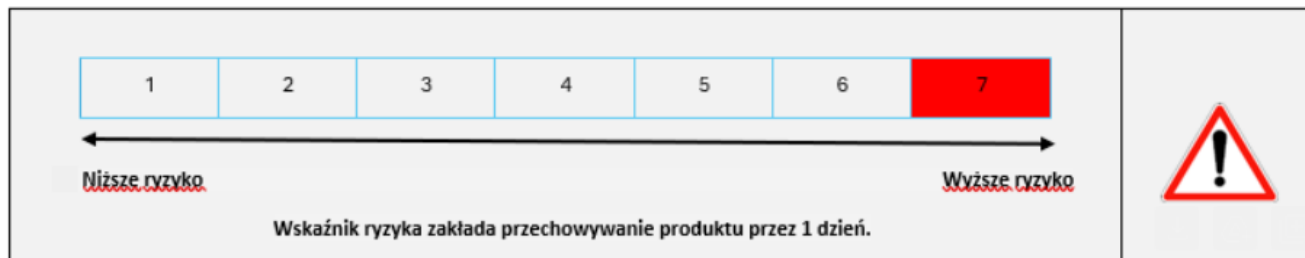 1 2 3 4 5 6 7
Niższe ryzyko Wyższe ryzyko
Wskaźnik ryzyka zakłada przechowywanie produktu przez 1 dzień.